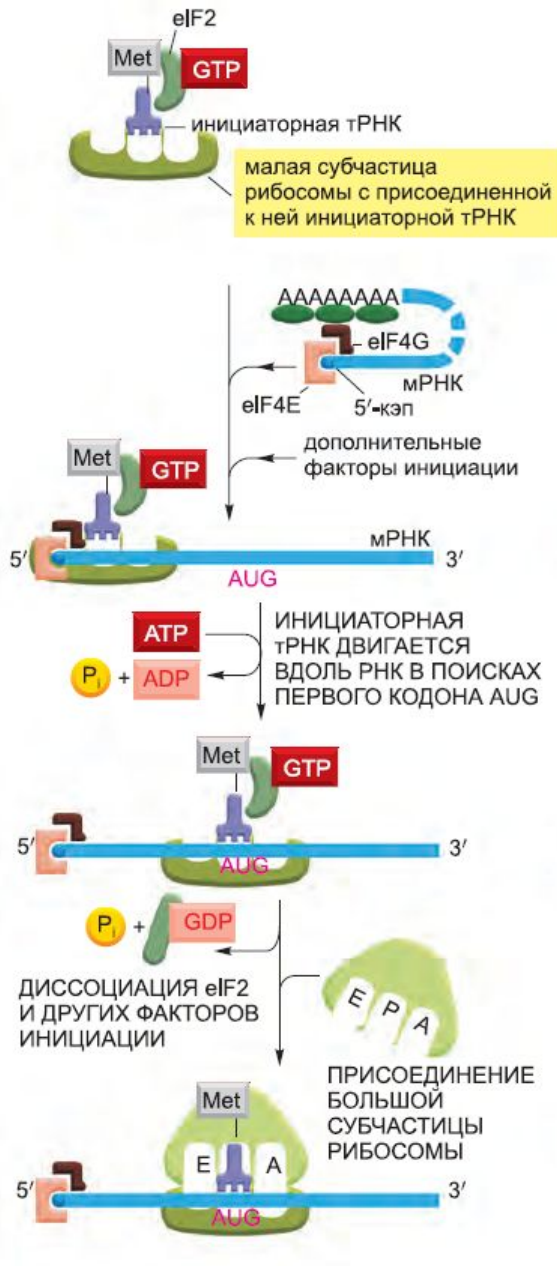 eIF2
Met
GTP
инициаторная тРНК
малая субчастица
рибосомы с присоединенной
к ней инициаторной тРНК
AAAAAAAA
eIF4G
мРНК
eIF4E
5′-кэп
дополнительные
факторы инициации
Met
GTP
5′
мРНК
3′
AUG
ATP
Pi + ADP
ИНИЦИАТОРНАЯ
тРНК ДВИГАЕТСЯ
ВДОЛЬ РНК В ПОИСКАХ
ПЕРВОГО КОДОНА AUG
Met
GTP
5′
AUG
3′
Pi + GDP
ДИССОЦИАЦИЯ eIF2
И ДРУГИХ ФАКТОРОВ
ИНИЦИАЦИИ
E P A
ПРИСОЕДИНЕНИЕ
БОЛЬШОЙ
СУБЧАСТИЦЫ
РИБОСОМЫ
Met
E A
5′
AUG
3′